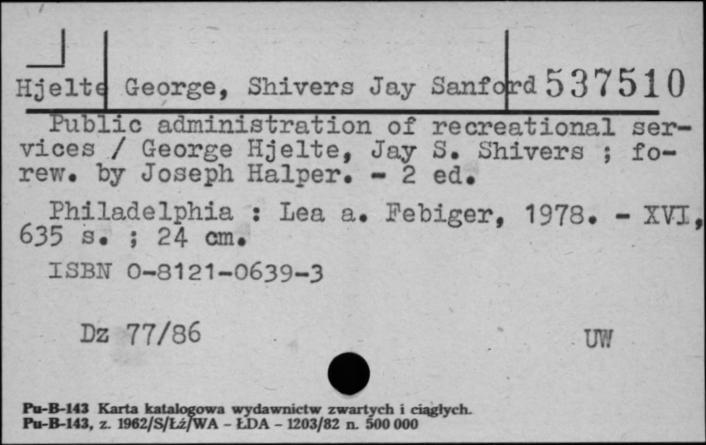 Hjelte George, Shivers Jay Sanford 537510
Public administration of recreational ser-
vices / George Hjelte, Jay S. Shivers ; fo-
rew. by Joseph Halper. - 2 ed.
Philadelphia : Lea a. Febiger, 1978. - XVI,
635 s. ; 24 cm.
ISBN 0-8121-0639-3
Dz 77/86 UW
Pu-B-143 Karta katalogowa wydawnictw zwartych i ciągłych.
Pu-B-143, z. 1962/S/Łź/WA - ŁDA - 1203/82 n. 500 000